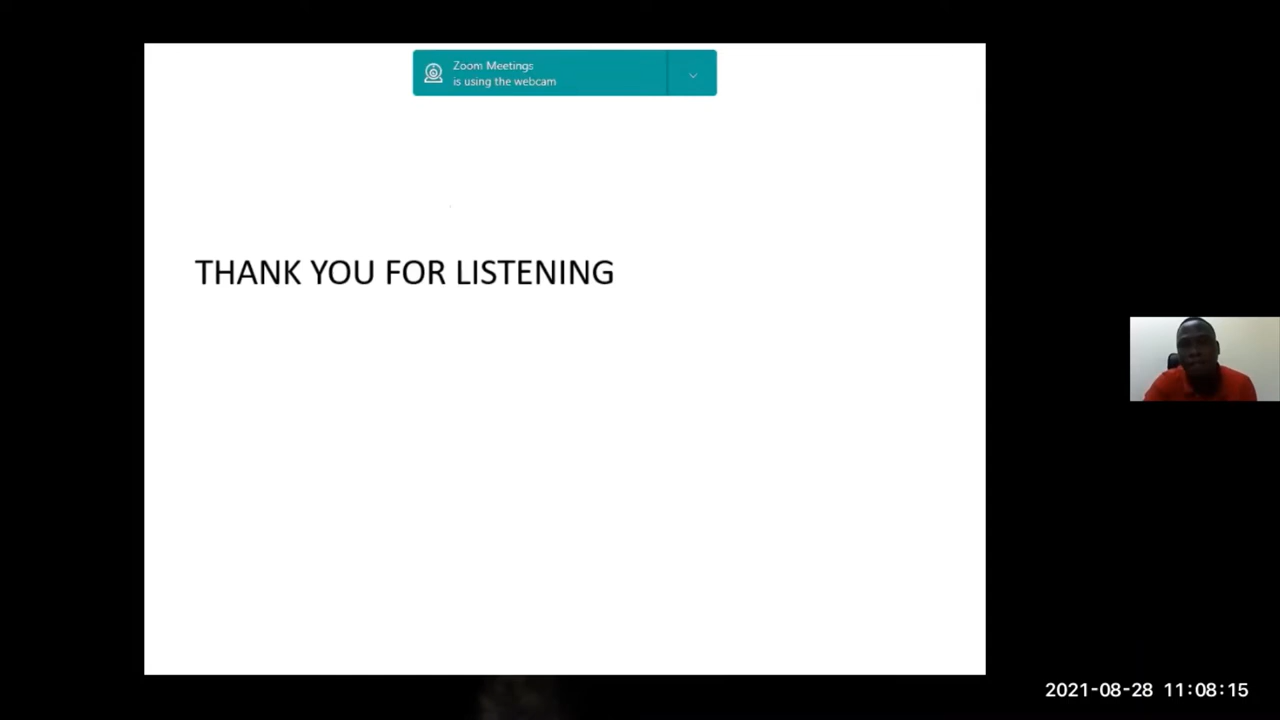 Zoom Meetings
is using the webcam
THANK YOU FOR LISTENING
2021-08-28 11:08:15